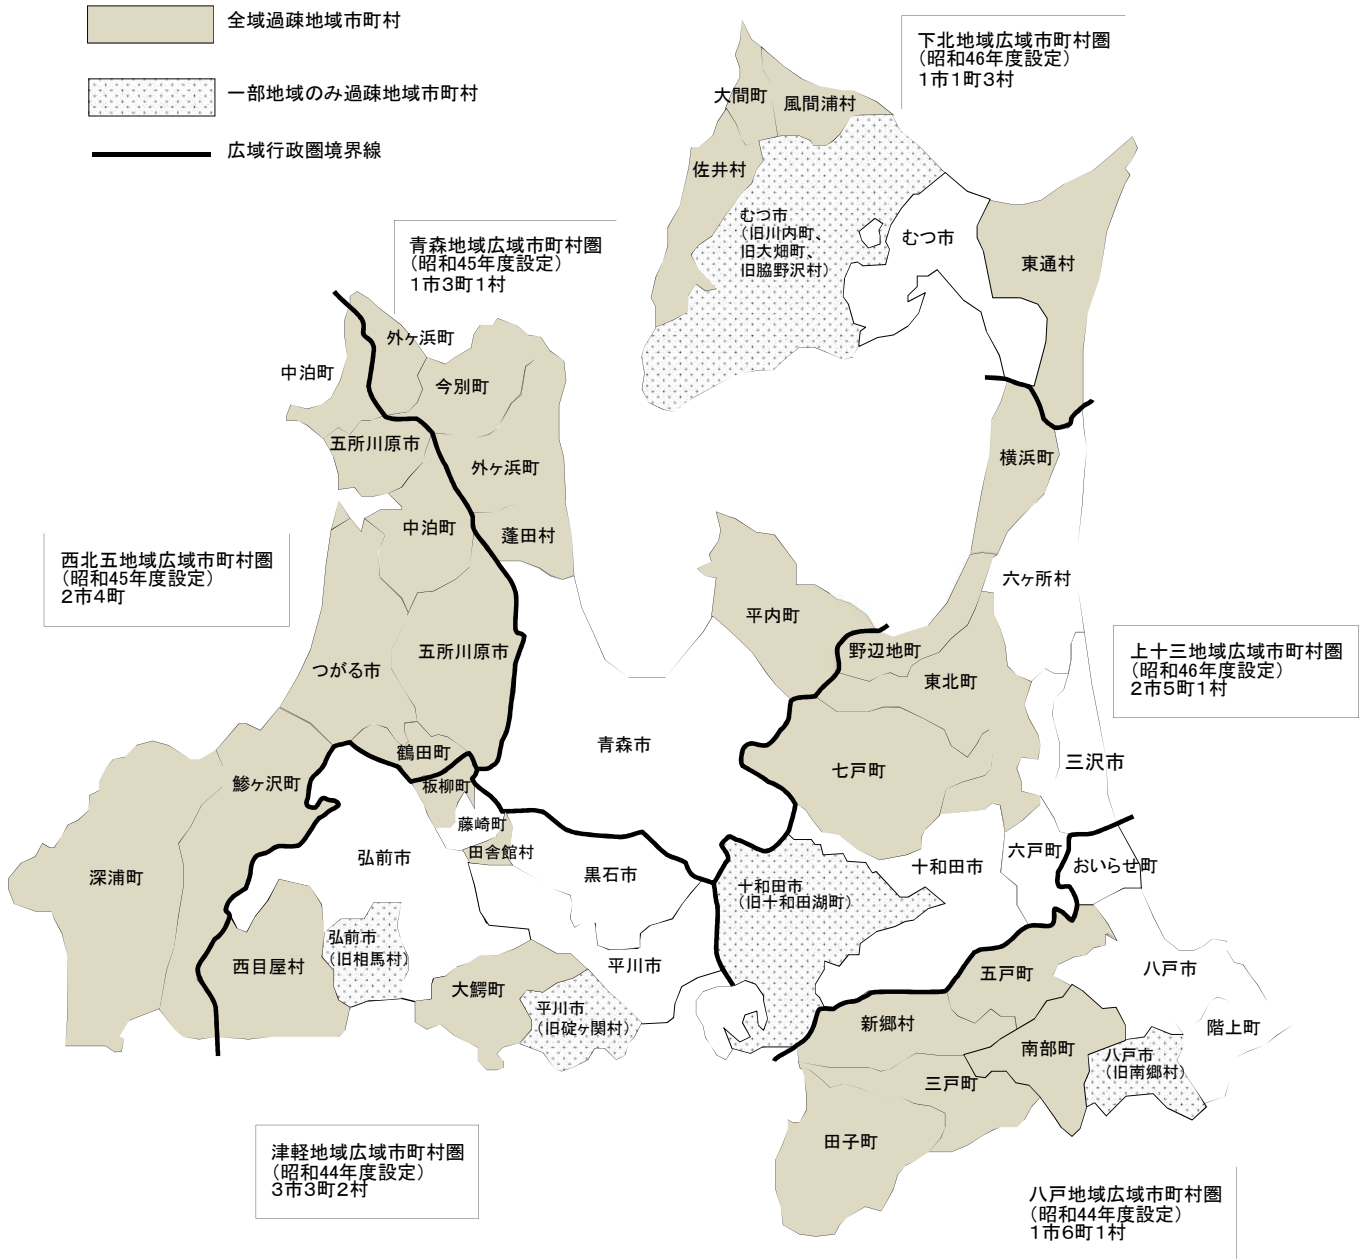 全域過疎地域市町村
一部地域のみ過疎地域市町村
広域行政圏境界線
下北地域広域市町村圏
(昭和46年度設定)
1市1町3村
大間町
風間浦村
佐井村
むつ市
(旧川内町、
旧大畑町、
旧脇野沢村)
むつ市
東通村
青森地域広域市町村圏
(昭和45年度設定)
1市3町1村
外ヶ浜町
中泊町
今別町
五所川原市
外ヶ浜町
中泊町
蓬田村
横浜町
西北五地域広域市町村圏
(昭和45年度設定)
2市4町
六ヶ所村
平内町
野辺地町
五所川原市
つがる市
東北町
上十三地域広域市町村圏
(昭和46年度設定)
2市5町1村
青森市
鶴田町
七戸町
三沢市
鰺ヶ沢町
板柳町
藤崎町
田舎館村
弘前市
黒石市
十和田市
六戸町
おいらせ町
深浦町
十和田市
(旧十和田湖町)
弘前市
(旧相馬村)
西目屋村
平川市
八戸市
五戸町
大鰐町
平川市
(旧碇ヶ関村)
新郷村
南部町
階上町
八戸市
(旧南郷村)
三戸町
田子町
津軽地域広域市町村圏
(昭和44年度設定)
3市3町2村
八戸地域広域市町村圏
(昭和44年度設定)
1市6町1村